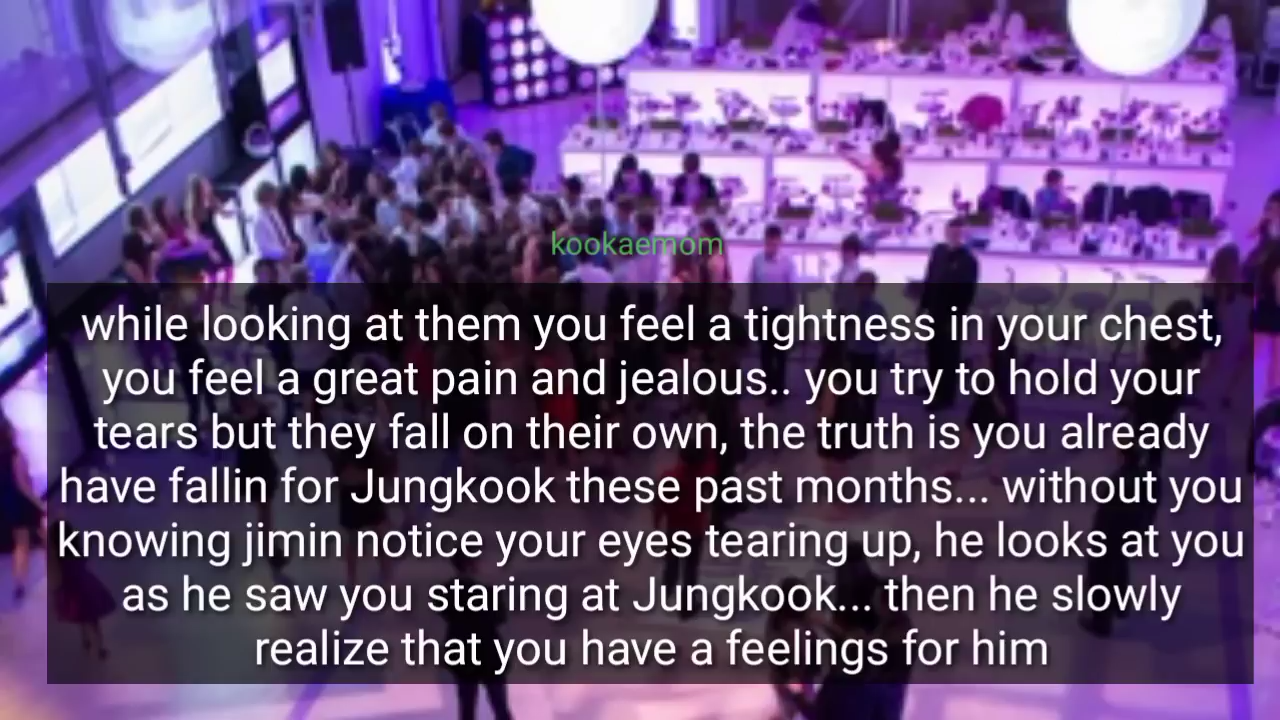 kookaemom
while looking at them you feel a tightness in your chest,
you feel a great pain and jealous.. you try to hold your
tears but they fall on their own, the truth is you already
have fallin for Jungkook these past months... without you
knowing jimin notice your eyes tearing up, he looks at you
as he saw you staring at Jungkook... then he slowly
realize that you have a feelings for him